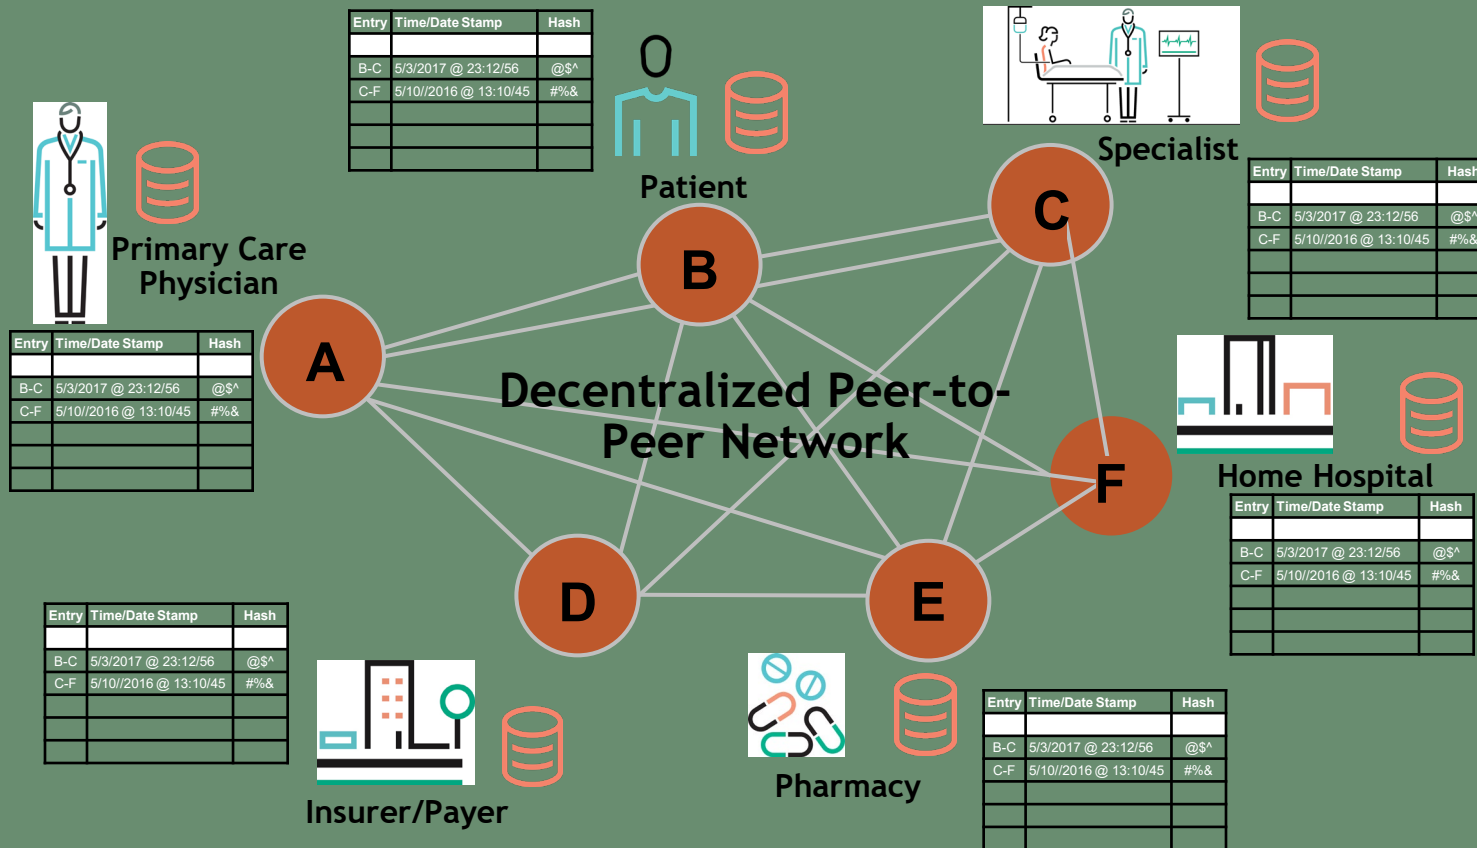 Entry Time/Date Stamp Hash
B-C 5/3/2017 @ 23:12/56 @$^
C-F 5/10//2016 @ 13:10/45 #%&
Patient
Specialist
Entry Time/Date Stamp Hash
B-C 5/3/2017 @ 23:12/56 @$^
C-F 5/10//2016 @ 13:10/45 #%&
Primary Care
Physician
Entry Time/Date Stamp Hash
B-C 5/3/2017 @ 23:12/56 @$^
C-F 5/10//2016 @ 13:10/45 #%&
A
B
C
Decentralized Peer-to-
Peer Network
D
E
F
Home Hospital
Entry Time/Date Stamp Hash
B-C 5/3/2017 @ 23:12/56 @$^
C-F 5/10//2016 @ 13:10/45 #%&
Entry Time/Date Stamp Hash
B-C 5/3/2017 @ 23:12/56 @$^
C-F 5/10//2016 @ 13:10/45 #%&
Insurer/Payer
Pharmacy
Entry Time/Date Stamp Hash
B-C 5/3/2017 @ 23:12/56 @$^
C-F 5/10//2016 @ 13:10/45 #%&